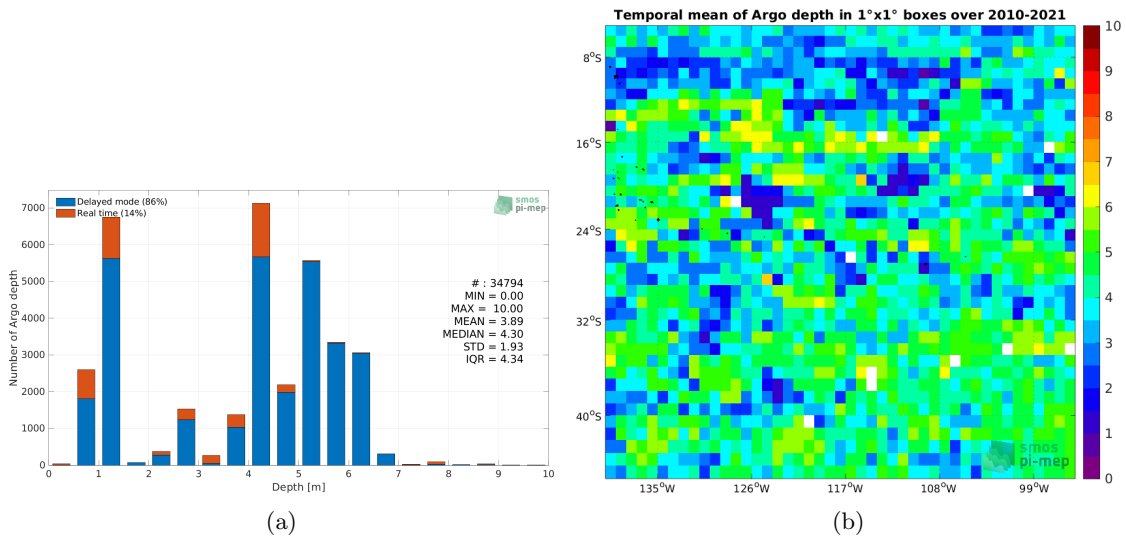 Temporal mean of Argo depth in 1°x1° boxes over 2010-2021
Delayed mode (86%)
Real time (14%)
smos
pi-mep
# : 34794
MIN = 0.00
MAX = 10.00
MEAN = 3.89
MEDIAN = 4.30
STD = 1.93
IQR = 4.34
Number of Argo depth
7000
6000
5000
4000
3000
2000
1000
0
0 1 2 3 4 5 6 7 8 9 10
Depth [m]
(a)
8°S
16°S
24°S
32°S
40°S
135°W 126°W 117°W 108°W 99°W
smos
pi-mep
10
9
8
7
6
5
4
3
2
1
0
(b)